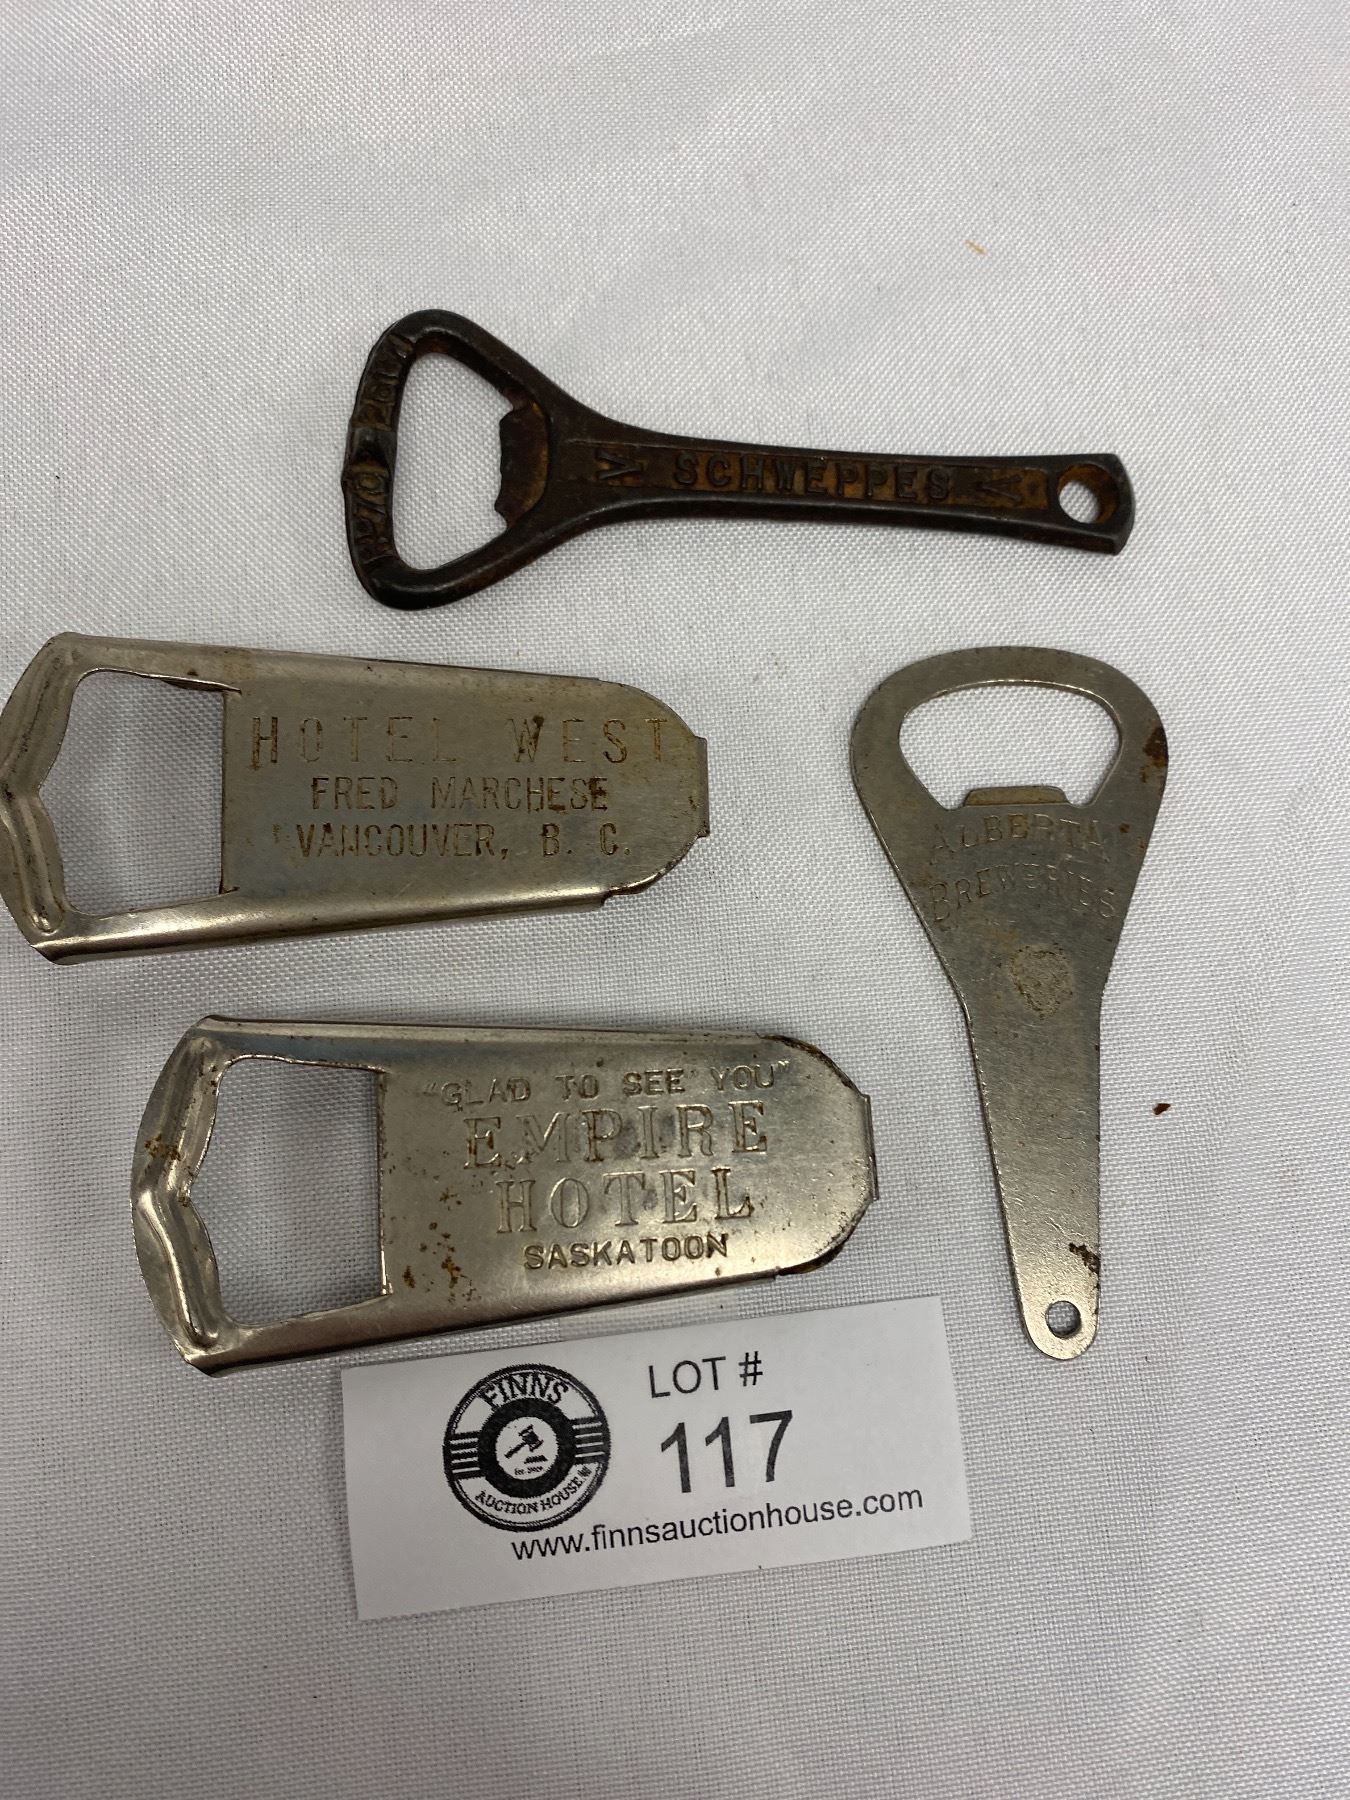 SCHWEPPES
HOTEL WEST
FRED MARCHESE
VANCOUVER, B. C.
ALBERTA
BREWERIES
"GLAD TO SEE YOU"
EMPIRE
HOTEL
SASKATOON
FINNS
AUCTION HOUSE
LOT #
117
www.finnsauctionhouse.com